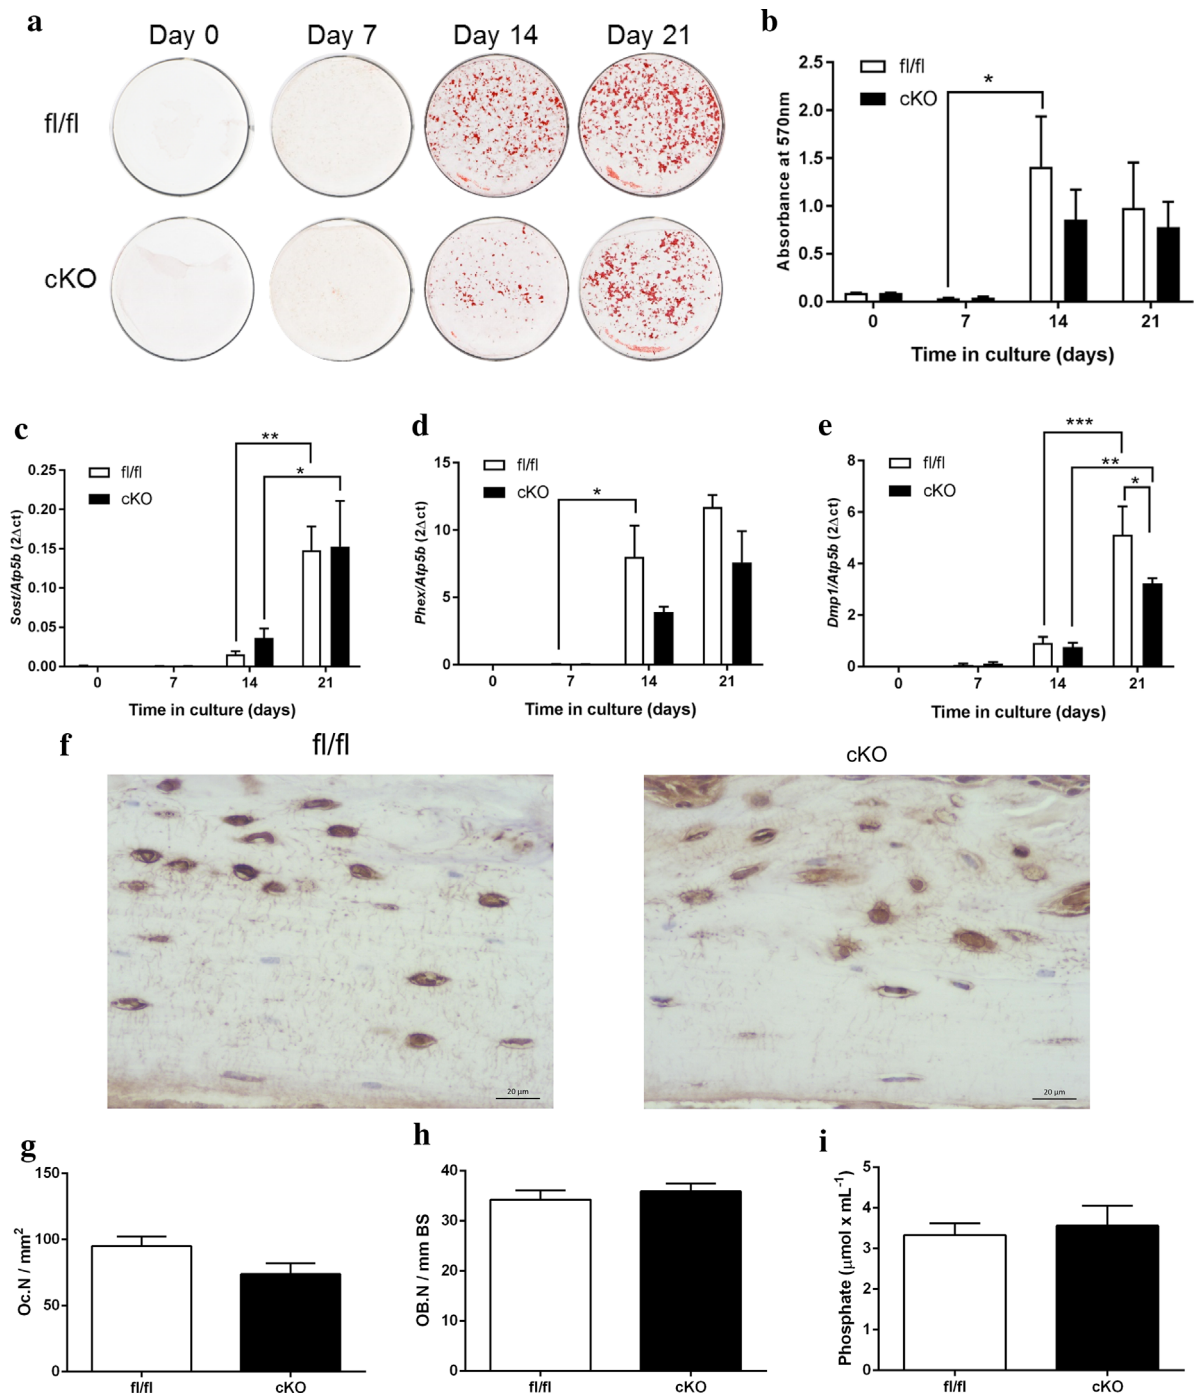 a
Day 0 Day 7 Day 14 Day 21
fl/fl
cKO
b
fl/fl
cKO
*
Absorbance at 570nm
2.5
2.0
1.5
1.0
0.5
0.0
0 7 14 21
Time in culture (days)
c
**
*
fl/fl
cKO
Sost/Atp5b (2Δct)
0.25
0.20
0.15
0.10
0.05
0.00
0 7 14 21
Time in culture (days)
d
fl/fl
cKO
*
Phex/Atp5b (2Δct)
15
10
5
0
0 7 14 21
Time in culture (days)
e
***
**
*
fl/fl
cKO
Dmp1/Atp5b (2Δct)
8
6
4
2
0
0 7 14 21
Time in culture (days)
f
fl/fl
cKO
20 µm
20 µm
g
Oc.N / mm²
150
100
50
0
fl/fl cKO
h
OB.N / mm BS
40
30
20
10
0
fl/fl cKO
i
Phosphate (µmol x mL⁻¹)
5
4
3
2
1
0
fl/fl cKO